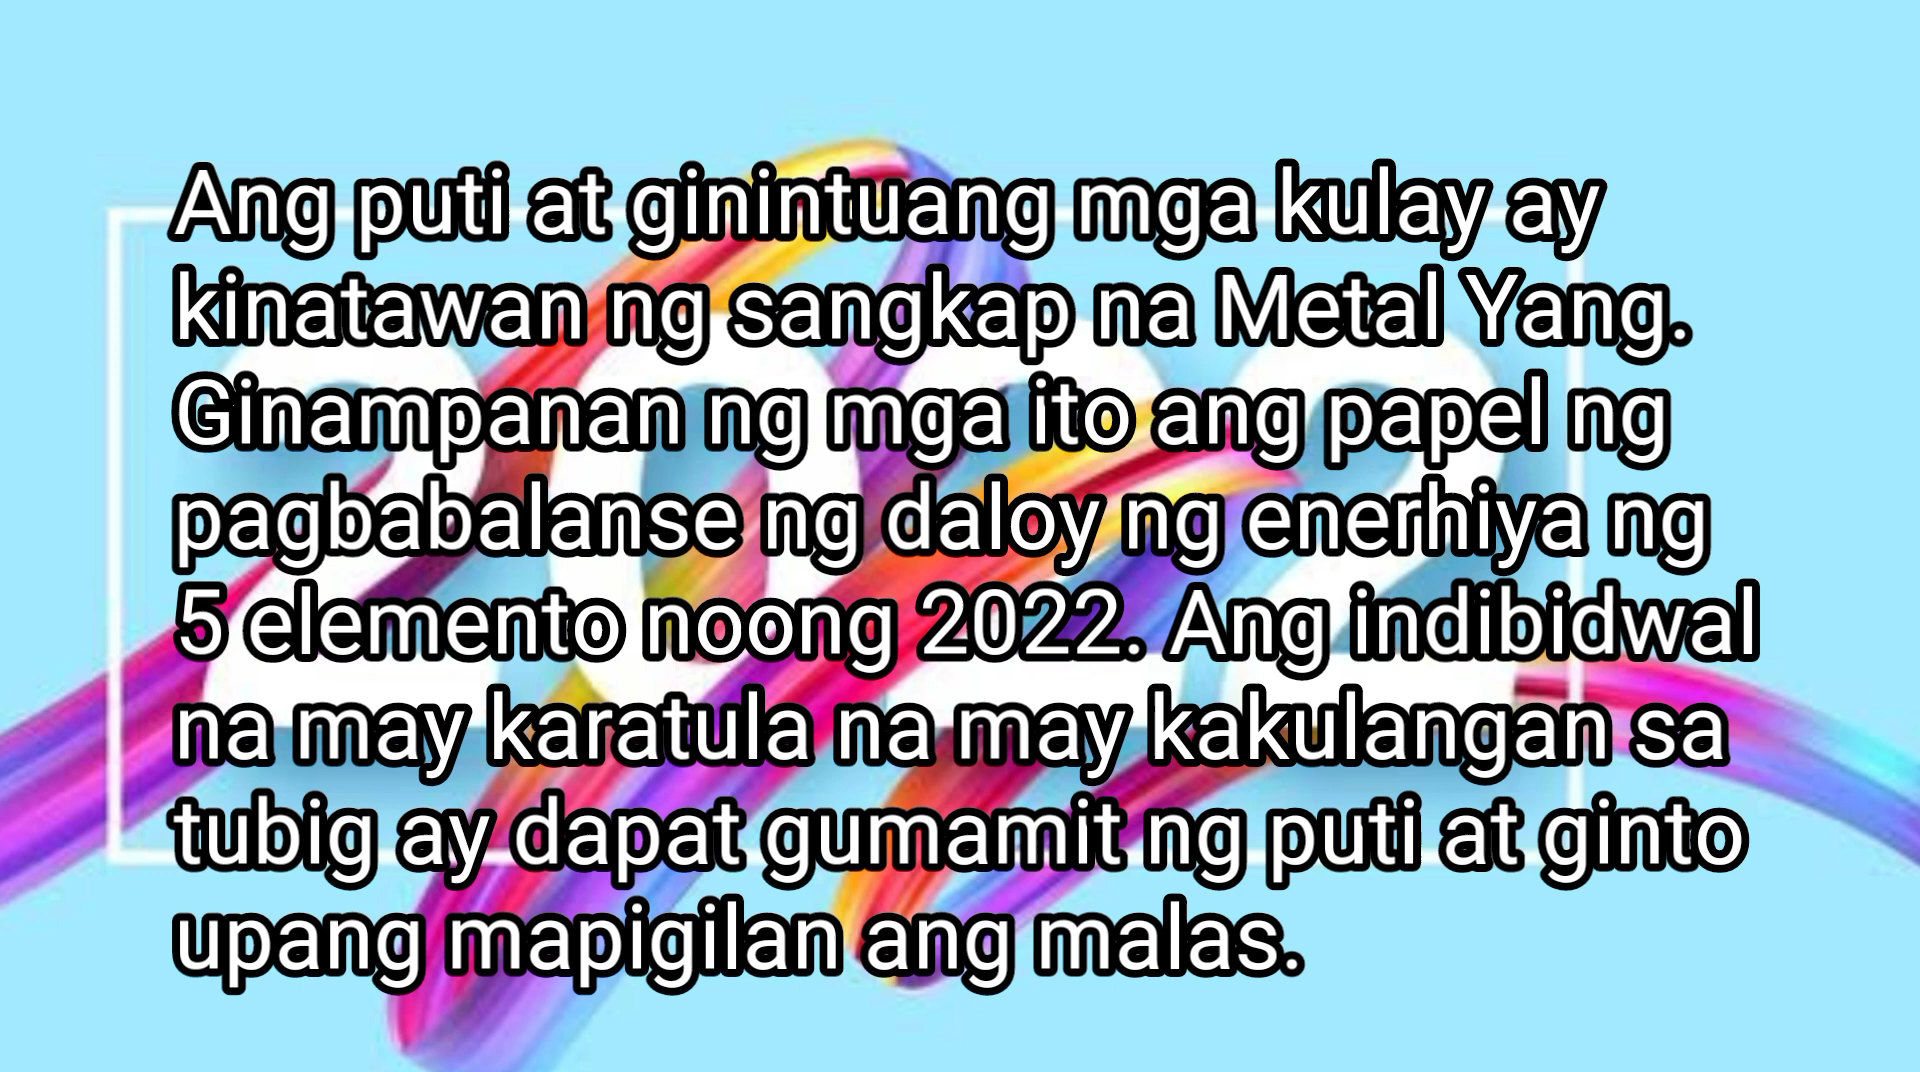 Ang puti at ginintuang mga kulay ay
kinatawan ng sangkap na Metal Yang.
Ginampanan ng mga ito ang papel ng
pagbabalanse ng daloy ng enerhiya ng
5 elemento noong 2022. Ang indibidwal
na may karatula na may kakulangan sa
tubig ay dapat gumamit ng puti at ginto
upang mapigilan ang malas.
2022